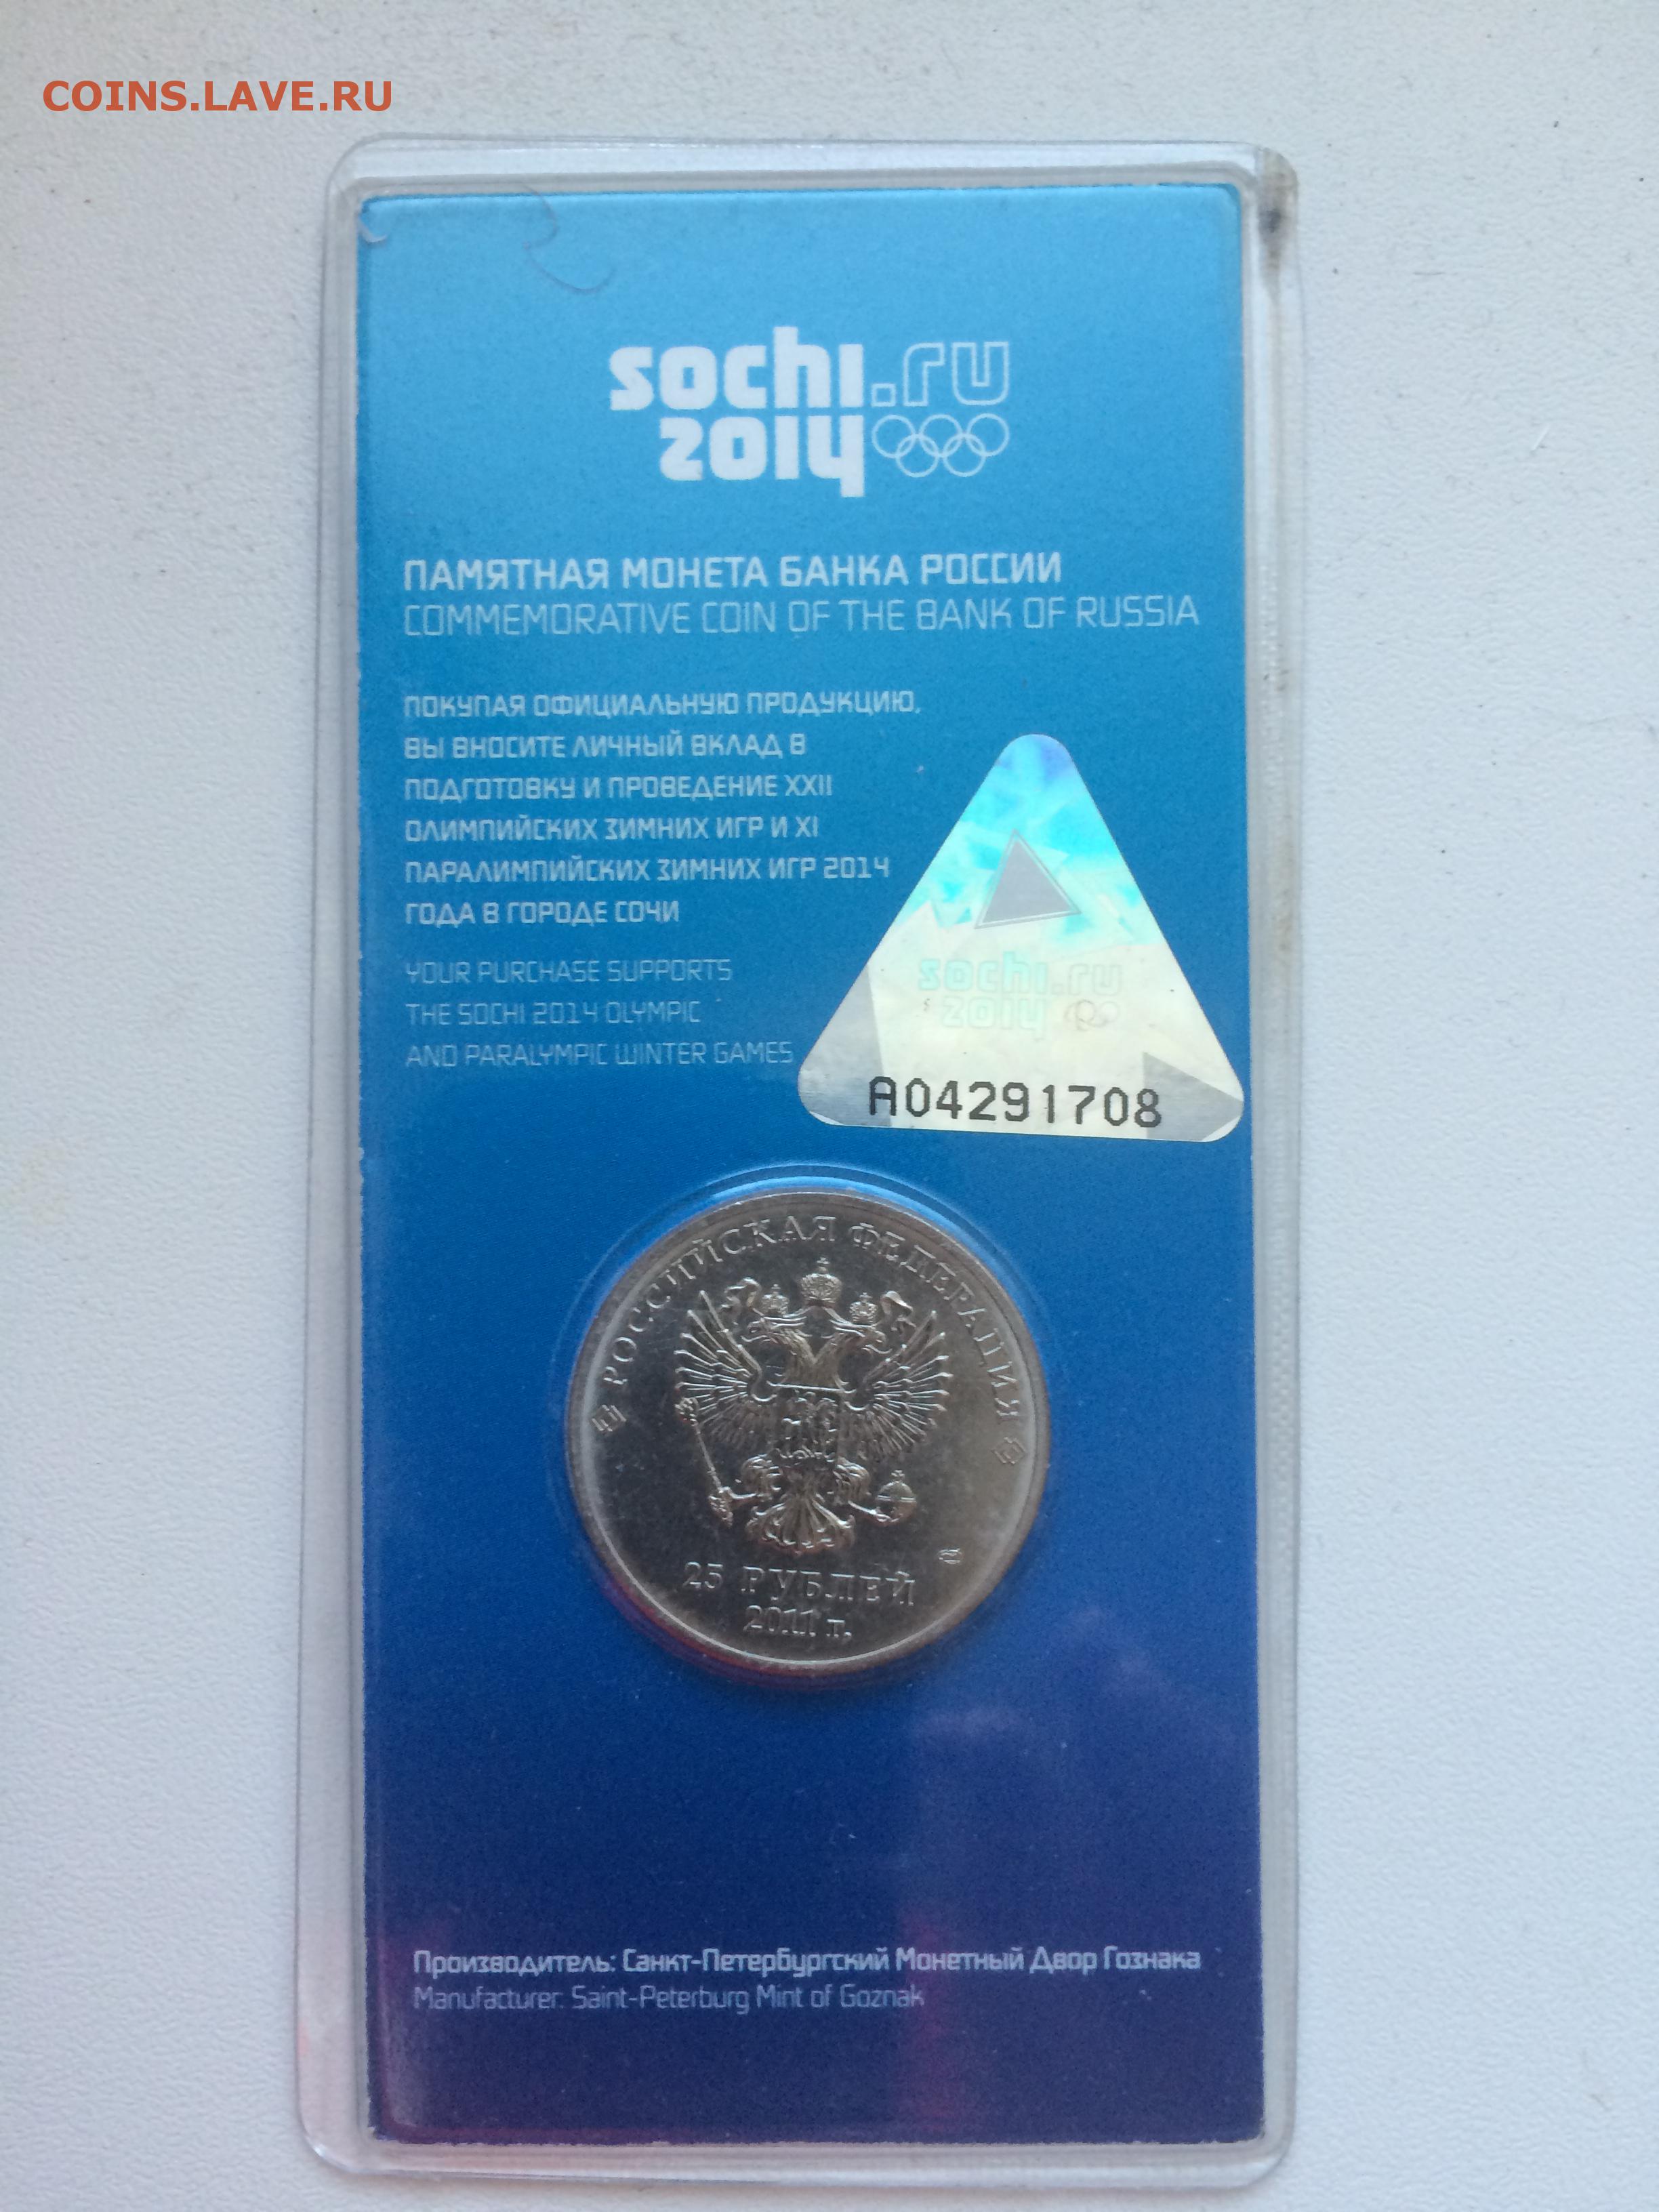 COINS.LAVE.RU
sochi.ru
2014
ПАМЯТНАЯ МОНЕТА БАНКА РОССИИ
COMMEMORATIVE COIN OF THE BANK OF RUSSIA
ПОКУПАЯ ОФИЦИАЛЬНУЮ ПРОДУКЦИЮ,
ВЫ ВНОСИТЕ ЛИЧНЫЙ ВКЛАД В
ПОДГОТОВКУ И ПРОВЕДЕНИЕ XXII
ОЛИМПИЙСКИХ ЗИМНИХ ИГР И XI
ПАРАЛИМПИЙСКИХ ЗИМНИХ ИГР 2014
ГОДА В ГОРОДЕ СОЧИ
YOUR PURCHASE SUPPORTS
THE SOCHI 2014 OLYMPIC
AND PARALYMPIC WINTER GAMES
sochi.ru
2014
A04291708
РОССИЙСКАЯ ФЕДЕРАЦИЯ
25 РУБЛЕЙ
2011 г.
Производитель: Санкт-Петербургский Монетный Двор Гознака
Manufacturer: Saint-Peterburg Mint of Goznak